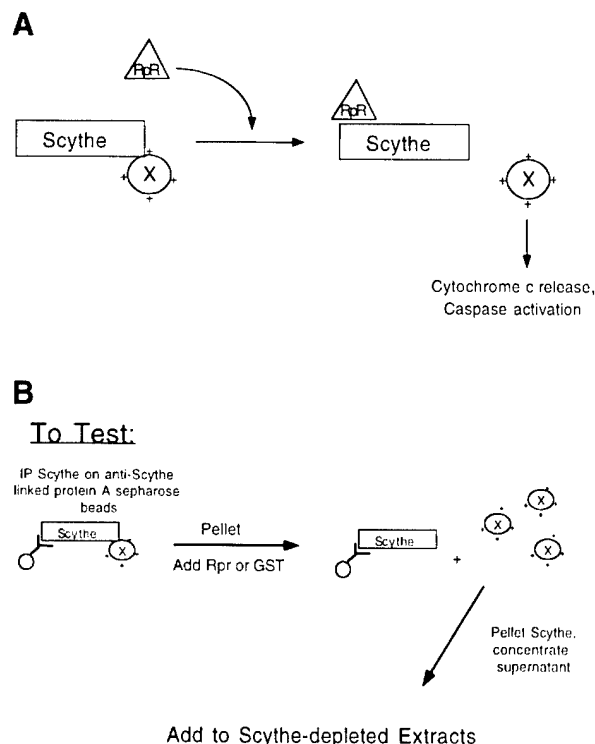 A
RpR
RpR
Scythe
X
Scythe
X
Cytochrome c release,
Caspase activation
B
To Test:
IP Scythe on anti-Scythe
linked protein A sepharose
beads
Scythe
X
Pellet
Add Rpr or GST
Scythe
+
X
X
X
Pellet Scythe,
concentrate
supernatant
Add to Scythe-depleted Extracts